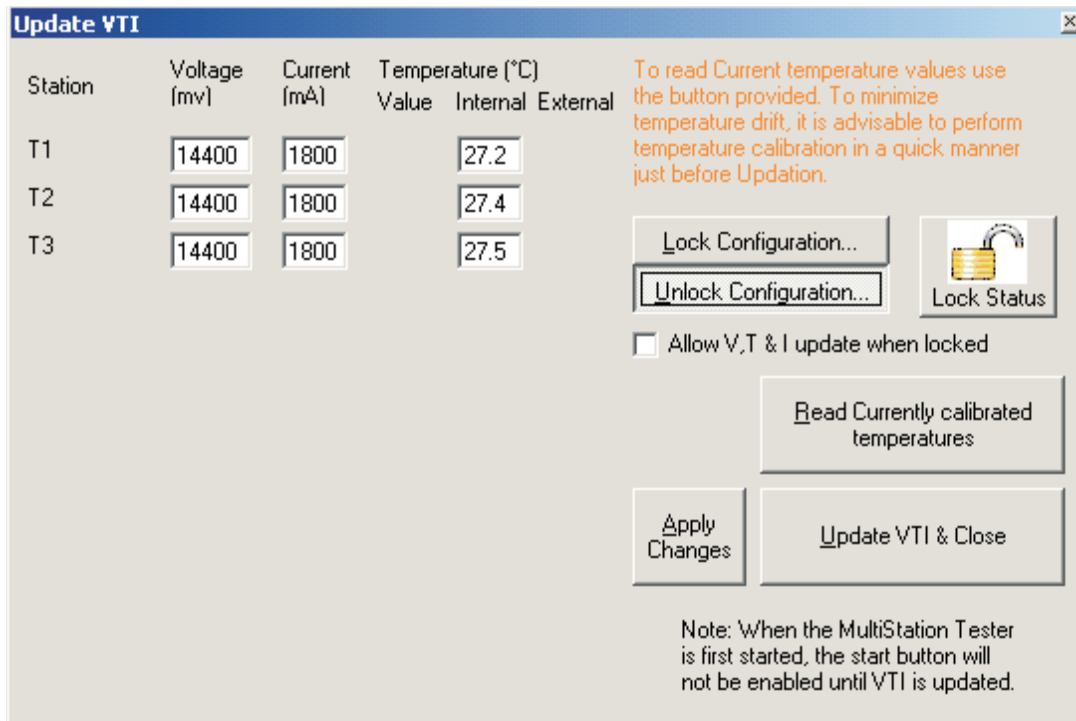 Update VTI
Station
Voltage
(mv)
Current
(mA)
Temperature (°C)
Value Internal External
T1 14400 1800 27.2
T2 14400 1800 27.4
T3 14400 1800 27.5
To read Current temperature values use
the button provided. To minimize
temperature drift, it is advisable to perform
temperature calibration in a quick manner
just before Updation.
Lock Configuration...
Unlock Configuration...
Lock Status
Allow V,T & I update when locked
Read Currently calibrated
temperatures
Apply
Changes
Update VTI & Close
Note: When the MultiStation Tester
is first started, the start button will
not be enabled until VTI is updated.